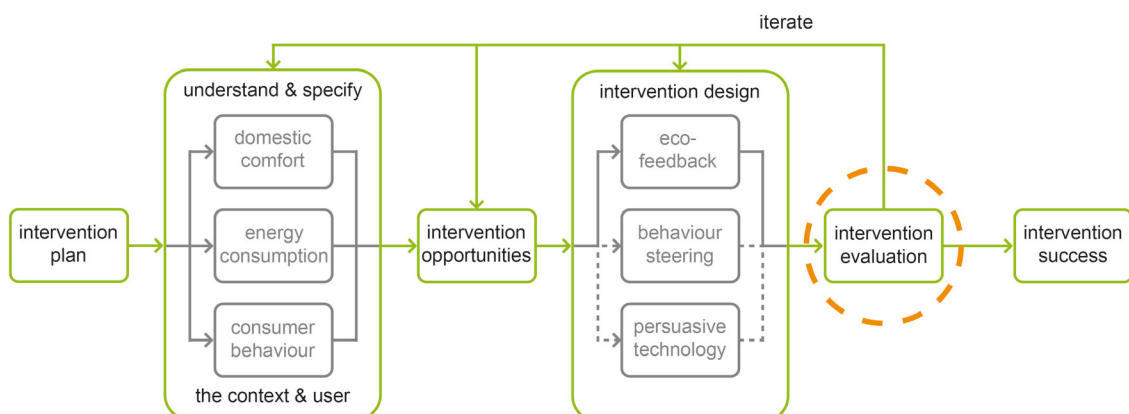 iterate
understand & specify
intervention design
domestic
comfort
eco-
feedback
intervention
plan
energy
consumption
intervention
opportunities
behaviour
steering
intervention
evaluation
intervention
success
consumer
behaviour
persuasive
technology
the context & user